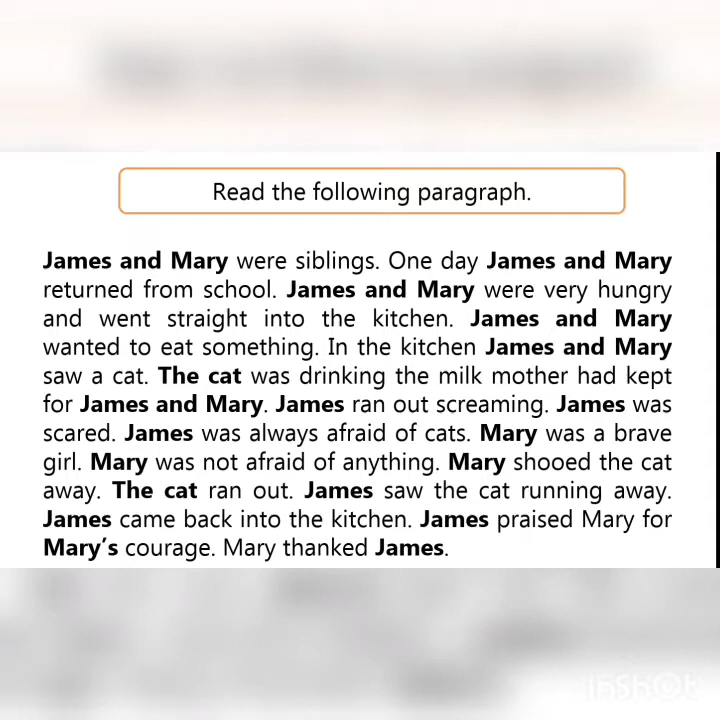 Read the following paragraph.
James and Mary were siblings. One day James and Mary
returned from school. James and Mary were very hungry
and went straight into the kitchen. James and Mary
wanted to eat something. In the kitchen James and Mary
saw a cat. The cat was drinking the milk mother had kept
for James and Mary. James ran out screaming. James was
scared. James was always afraid of cats. Mary was a brave
girl. Mary was not afraid of anything. Mary shooed the cat
away. The cat ran out. James saw the cat running away.
James came back into the kitchen. James praised Mary for
Mary's courage. Mary thanked James.
InShOt